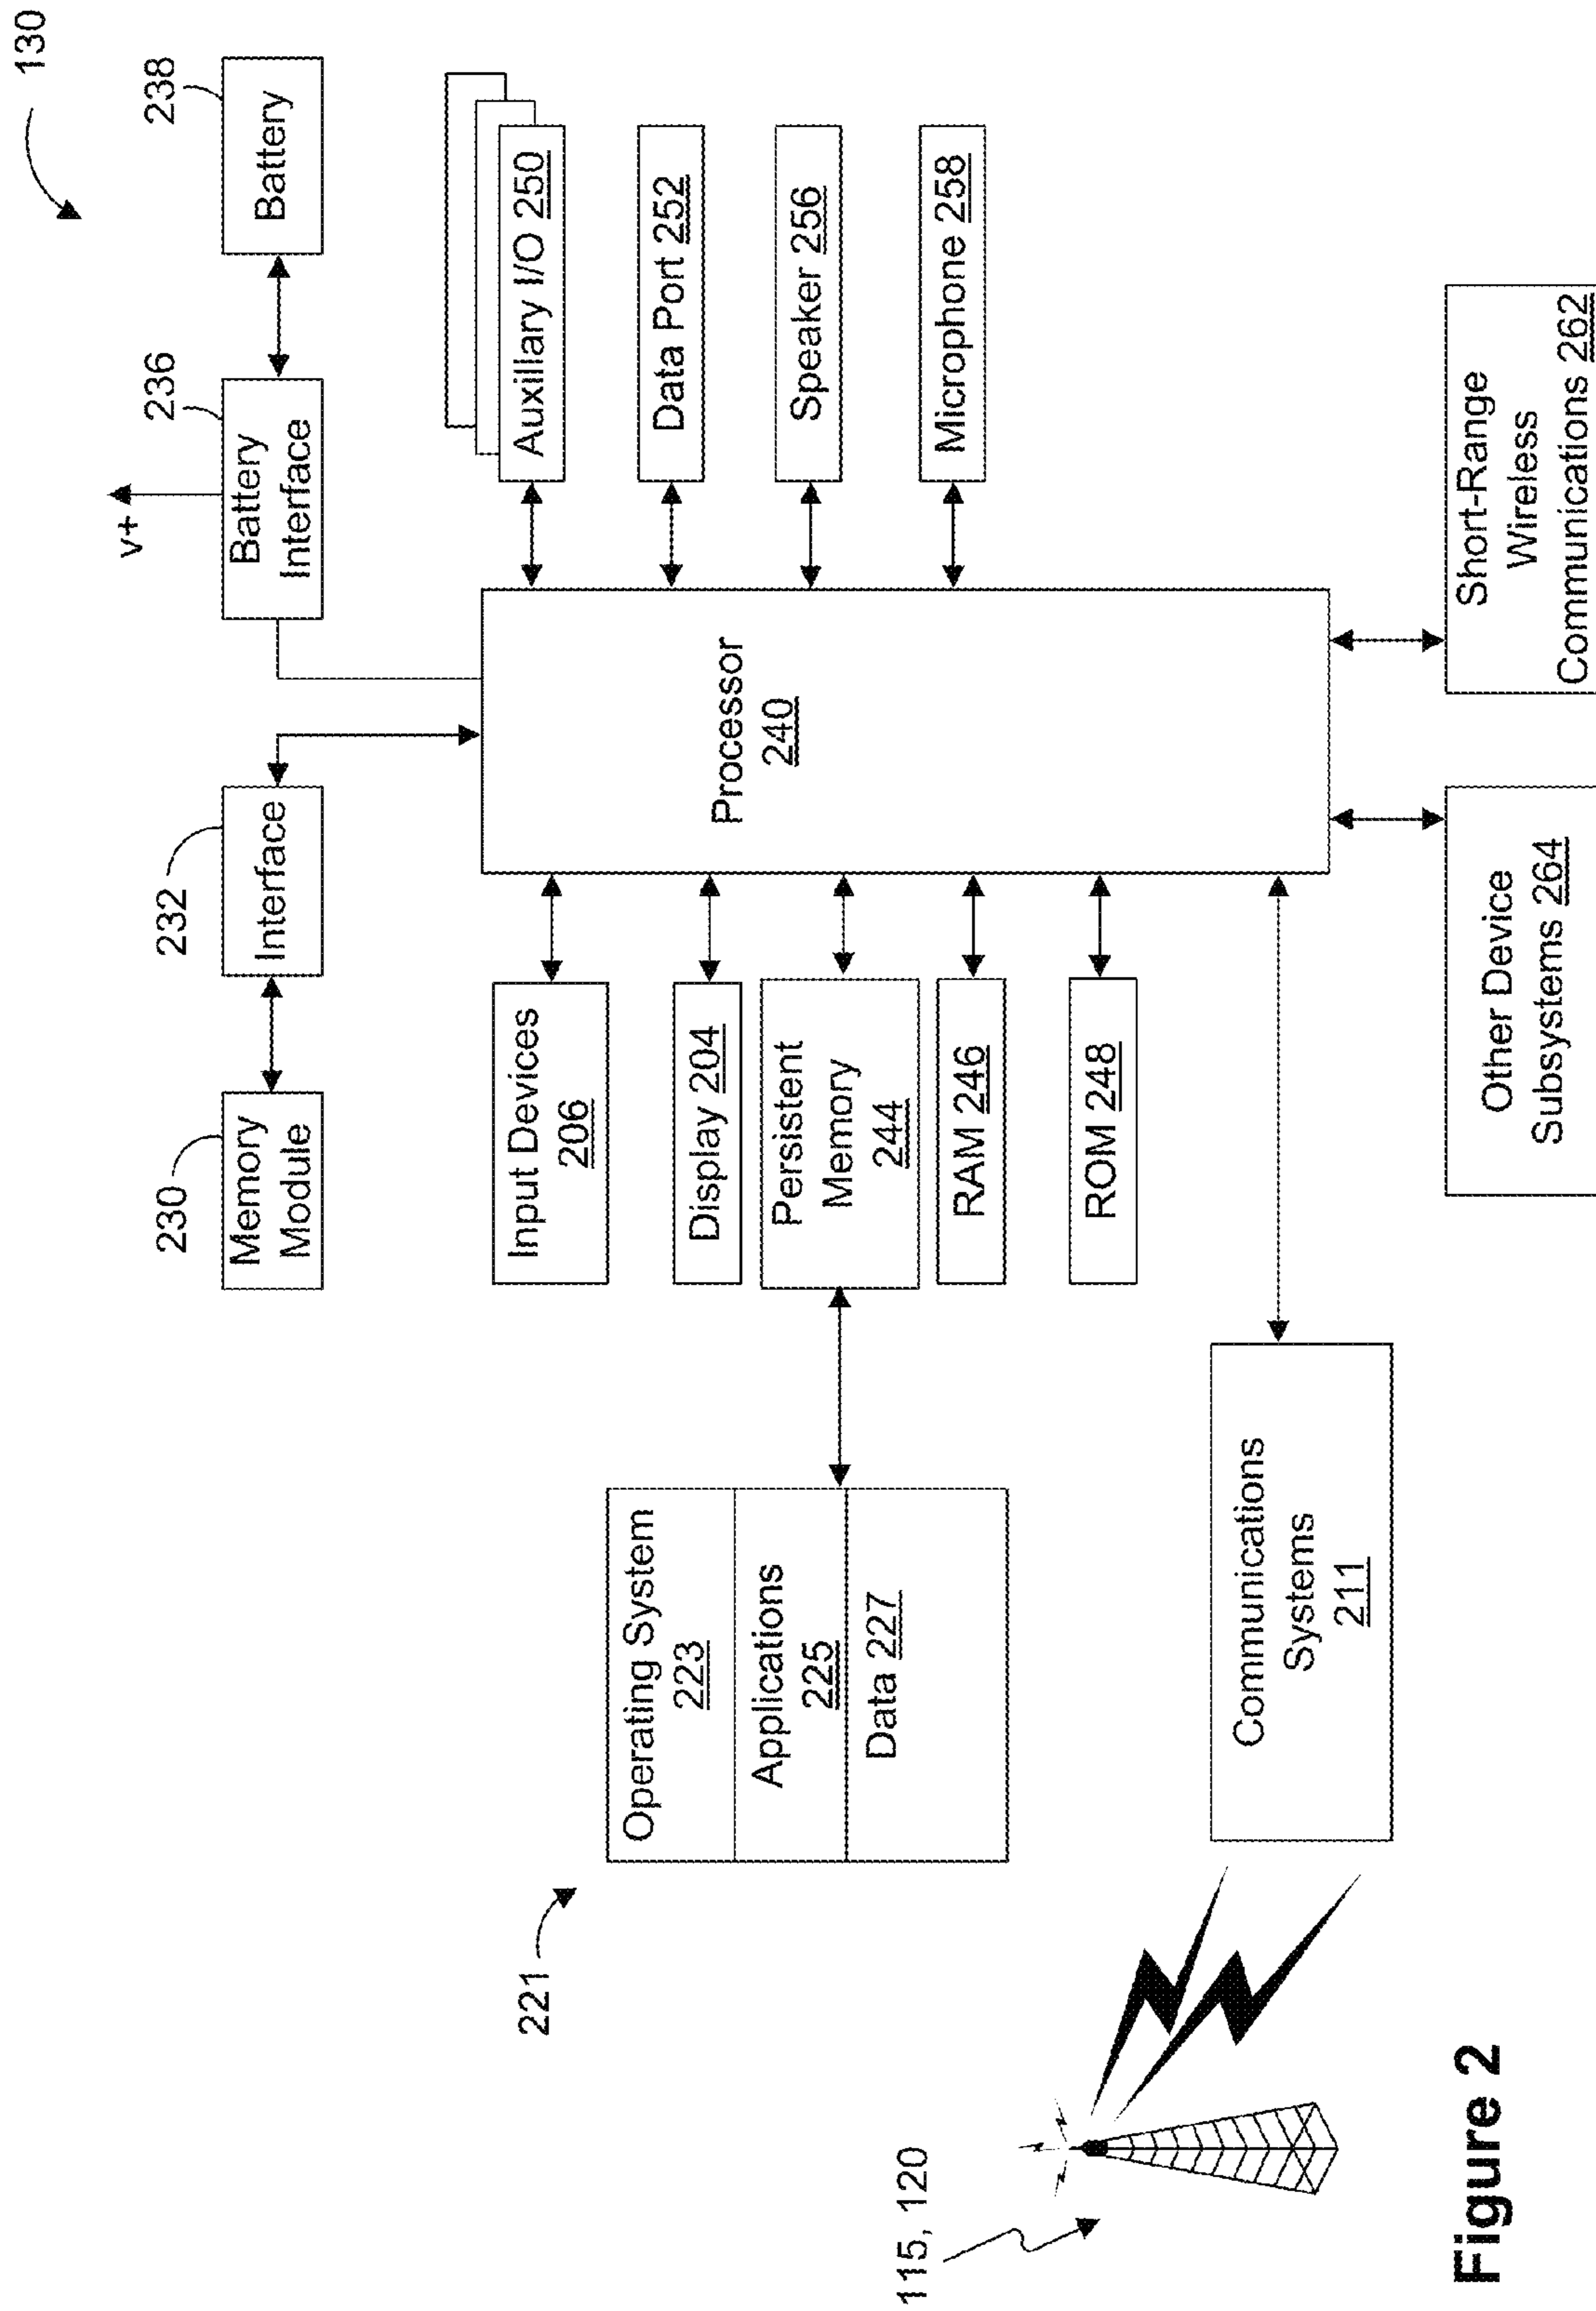 130
v+
230
232
236
238
Memory
Module
Interface
Battery
Interface
Battery
221
Input Devices
206
Auxillary I/O 250
Operating System
223
Display 204
Data Port 252
Processor
240
Applications
225
Persistent
Memory
244
Speaker 256
Data 227
RAM 246
Microphone 258
115, 120
ROM 248
Communications
Systems
211
Other Device
Subsystems 264
Short-Range
Wireless
Communications 262
Figure 2